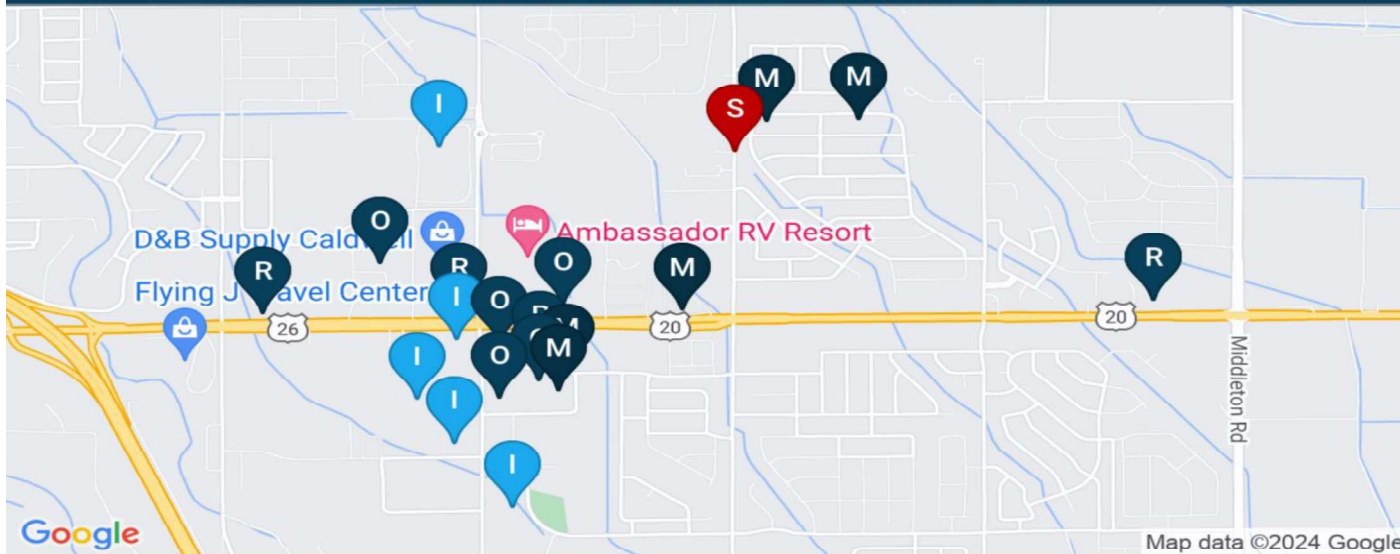 M
M
I
S
O
D&B Supply Caldwell
Ambassador RV Resort
R
R
O
M
R
Flying J Travel Center
I
O
26
20
20
M
O
M
I
I
Middleton Rd
I
Google
Map data ©2024 Google